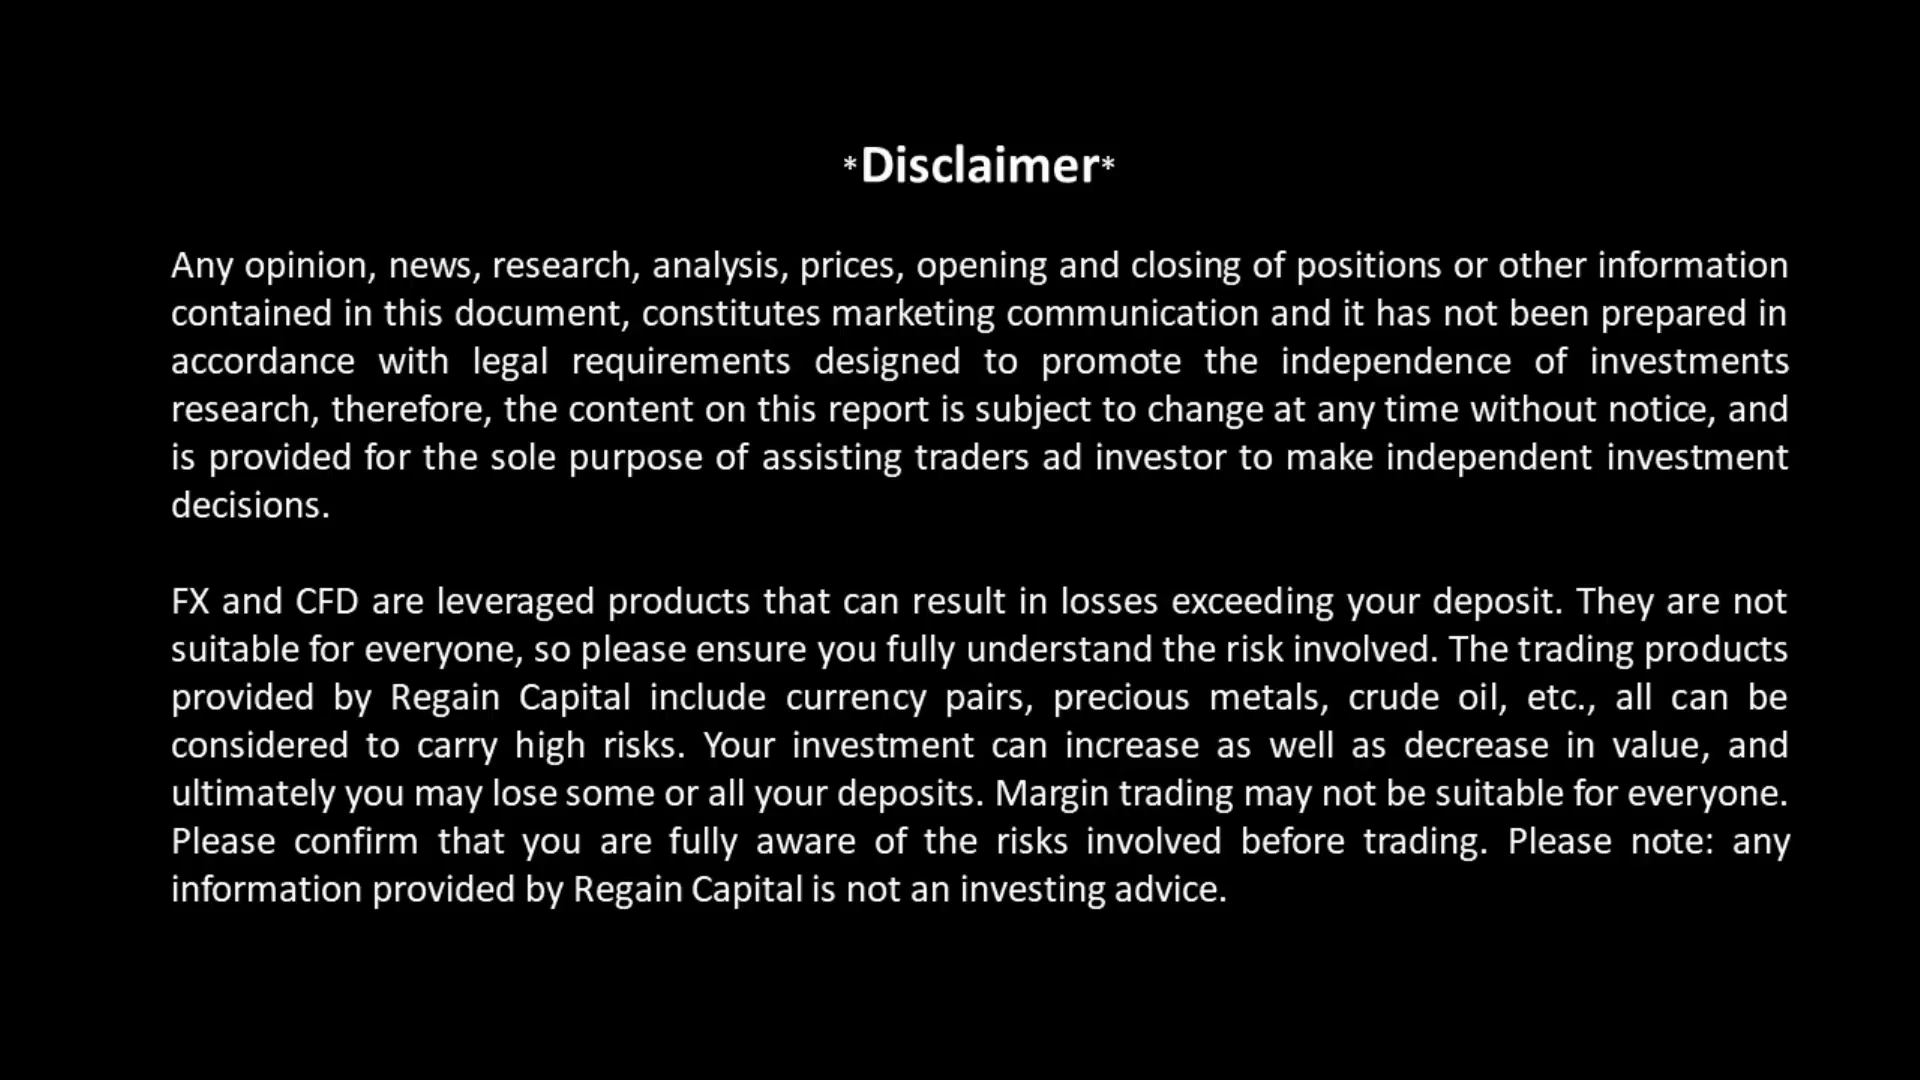 *Disclaimer*
Any opinion, news, research, analysis, prices, opening and closing of positions or other information
contained in this document, constitutes marketing communication and it has not been prepared in
accordance with legal requirements designed to promote the independence of investments
research, therefore, the content on this report is subject to change at any time without notice, and
is provided for the sole purpose of assisting traders ad investor to make independent investment
decisions.
FX and CFD are leveraged products that can result in losses exceeding your deposit. They are not
suitable for everyone, so please ensure you fully understand the risk involved. The trading products
provided by Regain Capital include currency pairs, precious metals, crude oil, etc., all can be
considered to carry high risks. Your investment can increase as well as decrease in value, and
ultimately you may lose some or all your deposits. Margin trading may not be suitable for everyone.
Please confirm that you are fully aware of the risks involved before trading. Please note: any
information provided by Regain Capital is not an investing advice.